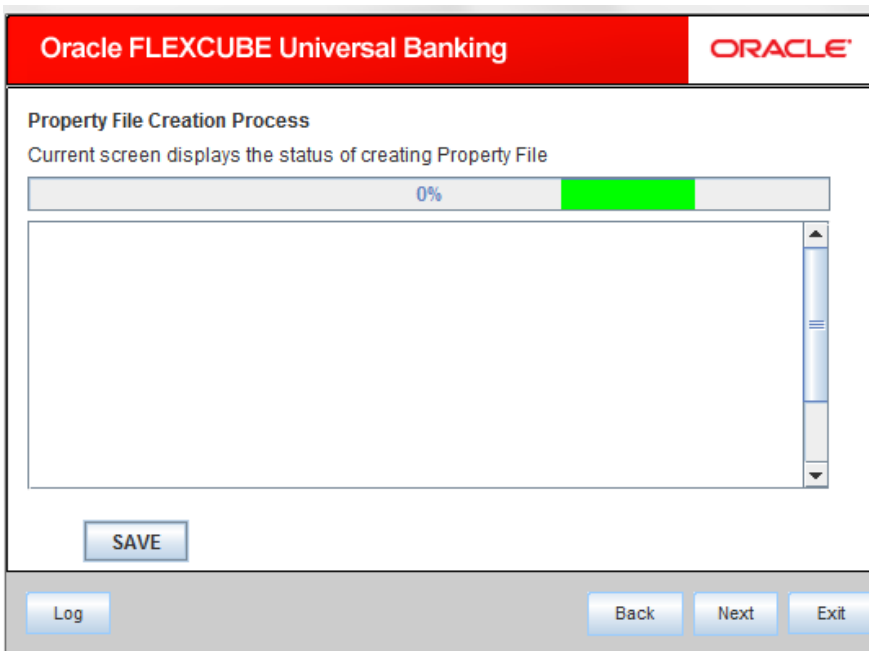 Oracle FLEXCUBE Universal Banking
ORACLE'
Property File Creation Process
Current screen displays the status of creating Property File
0%
SAVE
Log Back Next Exit